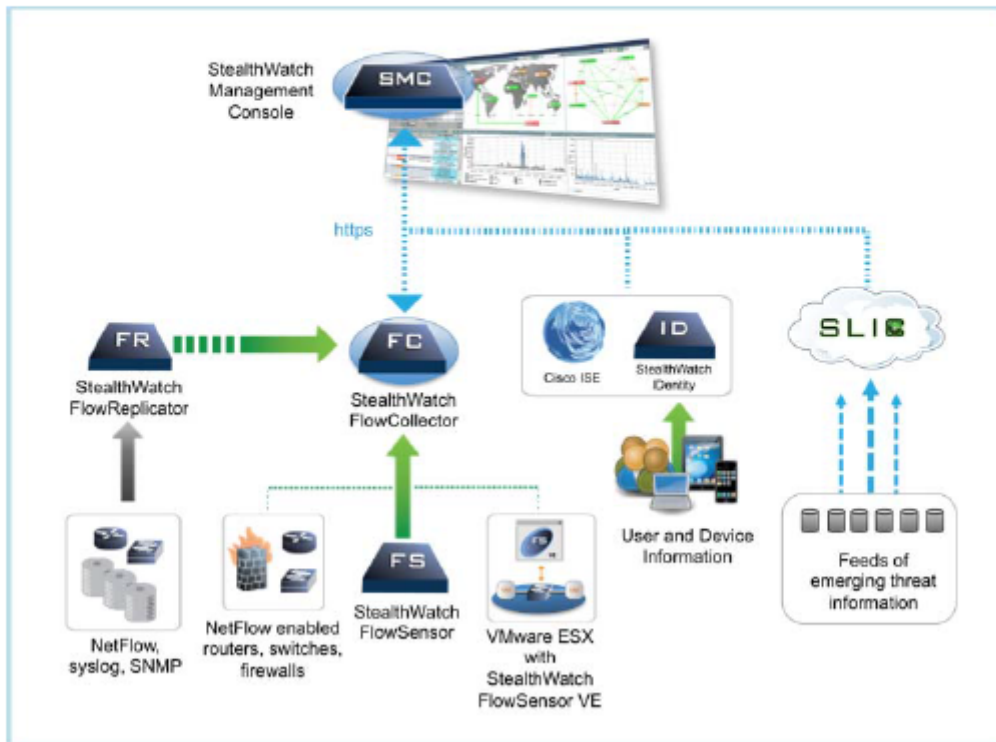 StealthWatch
Management
Console
SMC
https
FR
StealthWatch
FlowReplicator
FC
StealthWatch
FlowCollector
Cisco ISE
ID
StealthWatch
IDentity
SLIC
NetFlow,
syslog, SNMP
NetFlow enabled
routers, switches,
firewalls
FS
StealthWatch
FlowSensor
FS
VE
VMware ESX
with
StealthWatch
FlowSensor VE
User and Device
Information
Feeds of
emerging threat
information